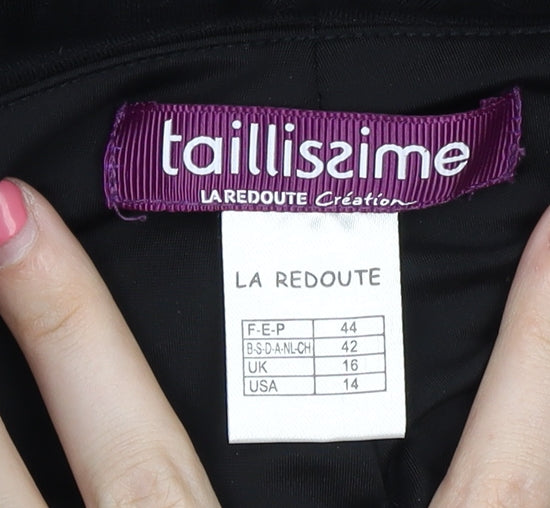 taillissime
LA REDOUTE Création
LA REDOUTE
F-E-P 44
B-S-D-A-NL-CH 42
UK 16
USA 14